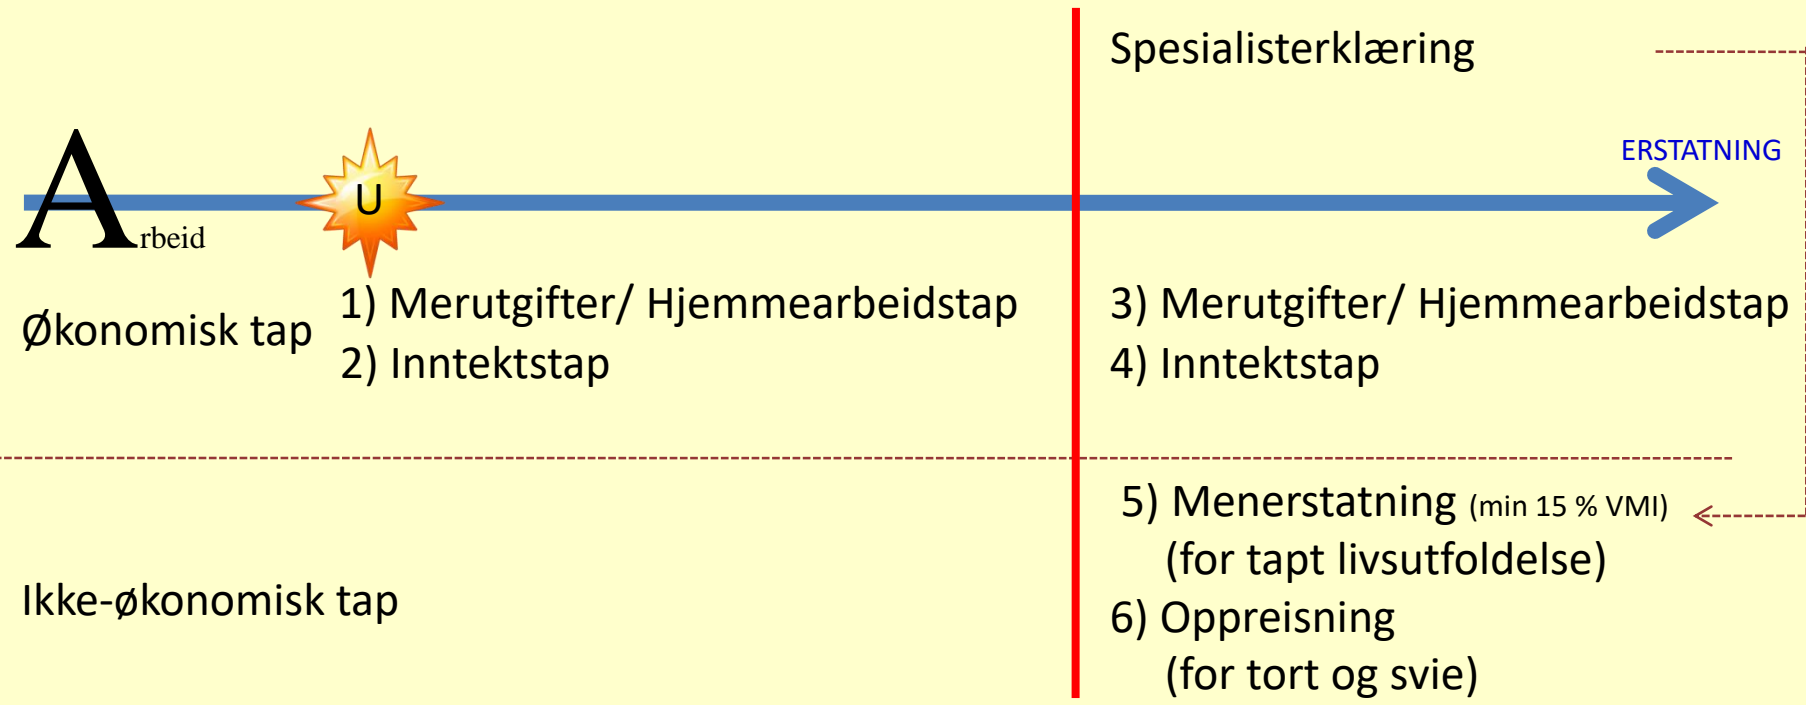 Spesialisterklæring
ERSTATNING
Arbeid
U
Økonomisk tap
1) Merutgifter/ Hjemmearbeidstap
2) Inntektstap
3) Merutgifter/ Hjemmearbeidstap
4) Inntektstap
Ikke-økonomisk tap
5) Menerstatning (min 15 % VMI)
(for tapt livsutfoldelse)
6) Oppreisning
(for tort og svie)